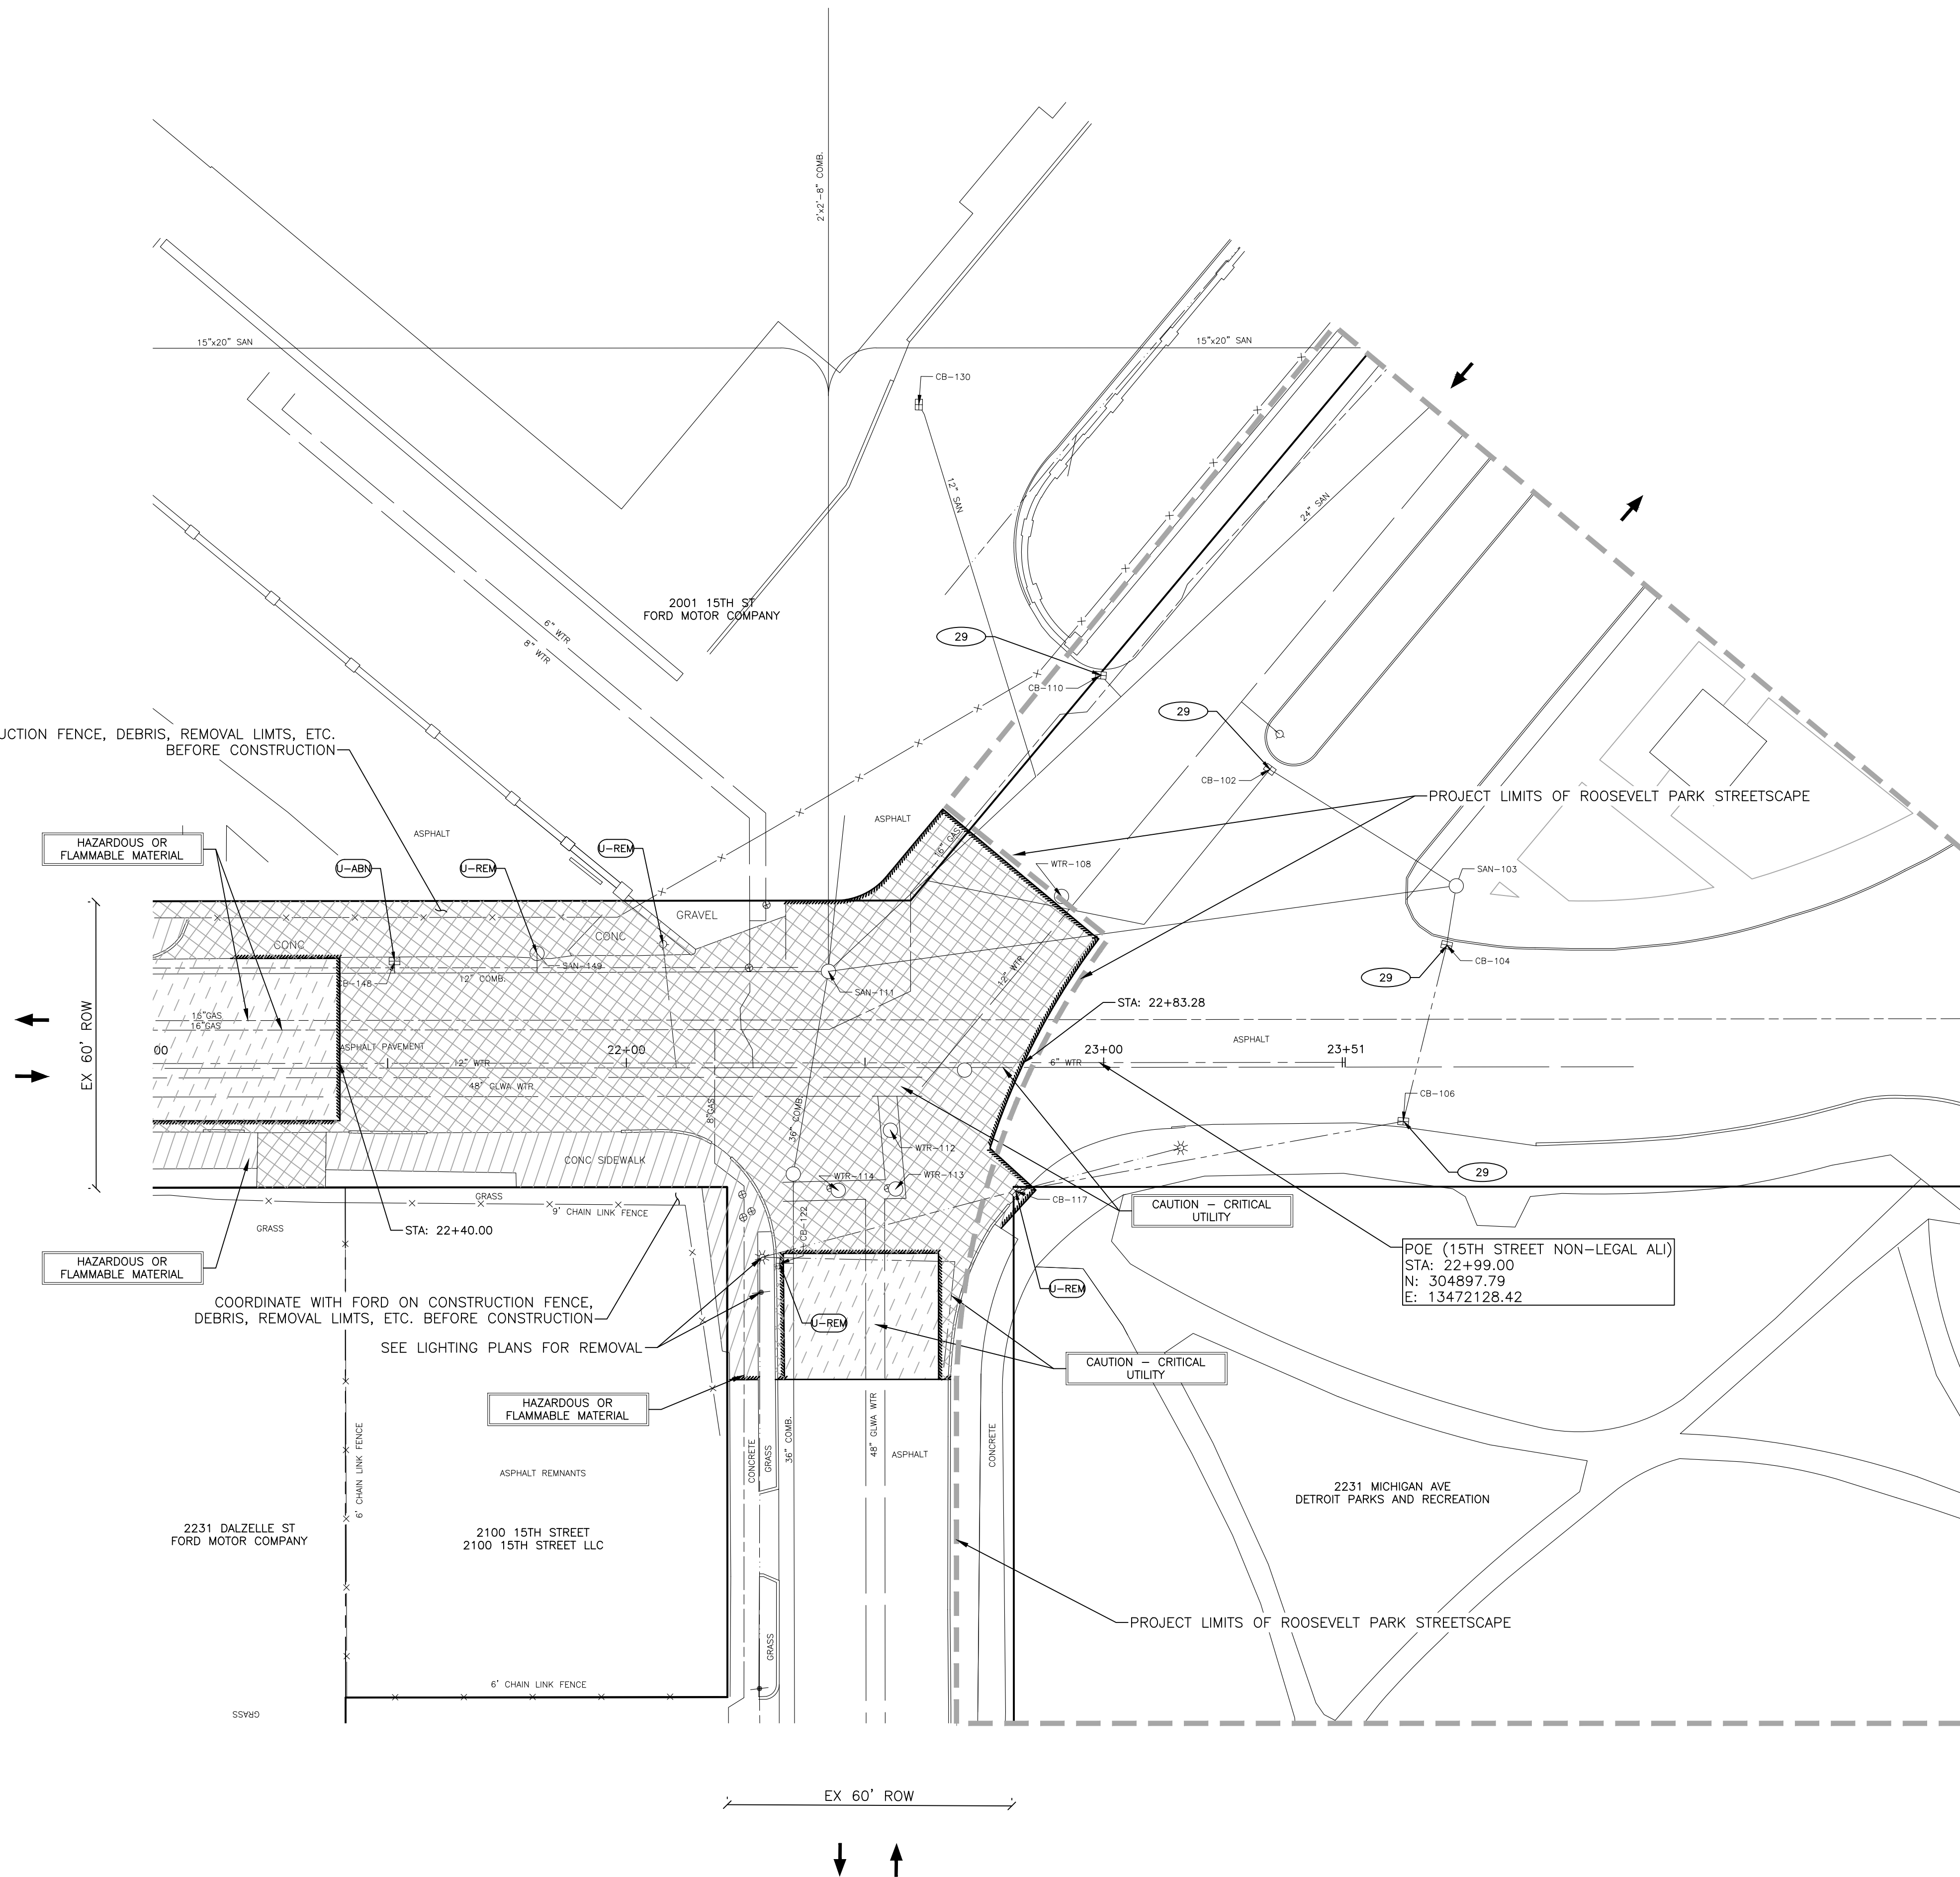 2'x2'-8" COMB.
15"x20" SAN
15"x20" SAN
CB-130
12" SAN
24" SAN
2001 15TH ST
FORD MOTOR COMPANY
6" WTR
8" WTR
29
CB-110
29
CB-102
UCTION FENCE, DEBRIS, REMOVAL LIMTS, ETC.
BEFORE CONSTRUCTION
PROJECT LIMITS OF ROOSEVELT PARK STREETSCAPE
ASPHALT
ASPHALT
16" GAS
HAZARDOUS OR
FLAMMABLE MATERIAL
U-ABN
U-REM
U-REM
WTR-108
SAN-103
GRAVEL
CONC
CONC
SAN-149
12" COMB.
CB-148
SAN-111
12" WTR
29
CB-104
EX 60' ROW
16"GAS
16"GAS
STA: 22+83.28
00
ASPHALT PAVEMENT
22+00
12" WTR
48" GLWA WTR
6" WTR
23+00
ASPHALT
23+51
8"GAS
36" COMB.
CB-106
WTR-112
CONC SIDEWALK
WTR-114
WTR-113
29
CB-117
GRASS
9' CHAIN LINK FENCE
GRASS
STA: 22+40.00
CB-122
CAUTION - CRITICAL
UTILITY
HAZARDOUS OR
FLAMMABLE MATERIAL
POE (15TH STREET NON-LEGAL ALI)
STA: 22+99.00
N: 304897.79
E: 13472128.42
U-REM
COORDINATE WITH FORD ON CONSTRUCTION FENCE,
DEBRIS, REMOVAL LIMTS, ETC. BEFORE CONSTRUCTION
U-REM
SEE LIGHTING PLANS FOR REMOVAL
CAUTION - CRITICAL
UTILITY
HAZARDOUS OR
FLAMMABLE MATERIAL
6' CHAIN LINK FENCE
CONCRETE
GRASS
36" COMB.
48" GLWA WTR
ASPHALT
CONCRETE
ASPHALT REMNANTS
2231 MICHIGAN AVE
DETROIT PARKS AND RECREATION
2231 DALZELLE ST
FORD MOTOR COMPANY
2100 15TH STREET
2100 15TH STREET LLC
PROJECT LIMITS OF ROOSEVELT PARK STREETSCAPE
GRASS
6' CHAIN LINK FENCE
GRASS
EX 60' ROW